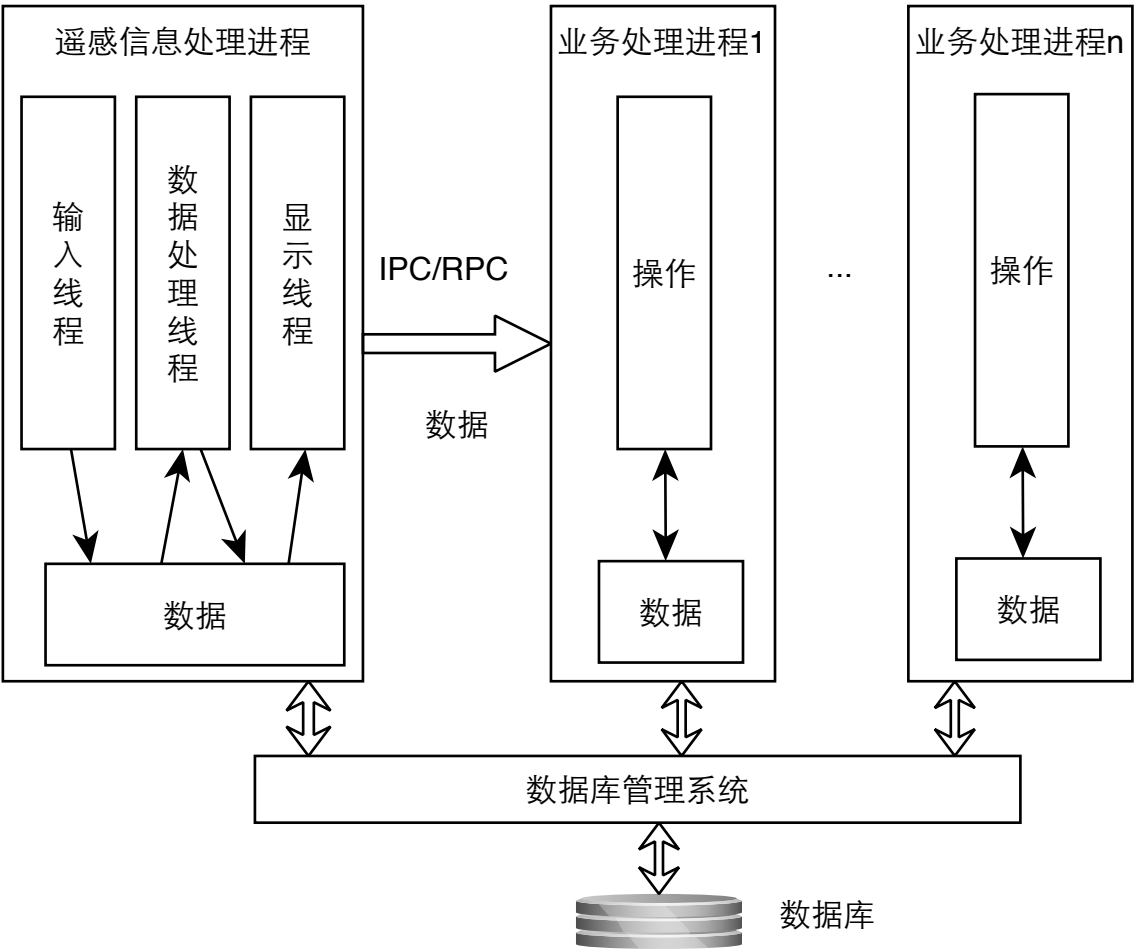 遥感信息处理进程
业务处理进程1
业务处理进程n
输入线程
数据处理线程
显示线程
IPC/RPC
数据
操作
...
操作
数据
数据
数据
数据库管理系统
数据库